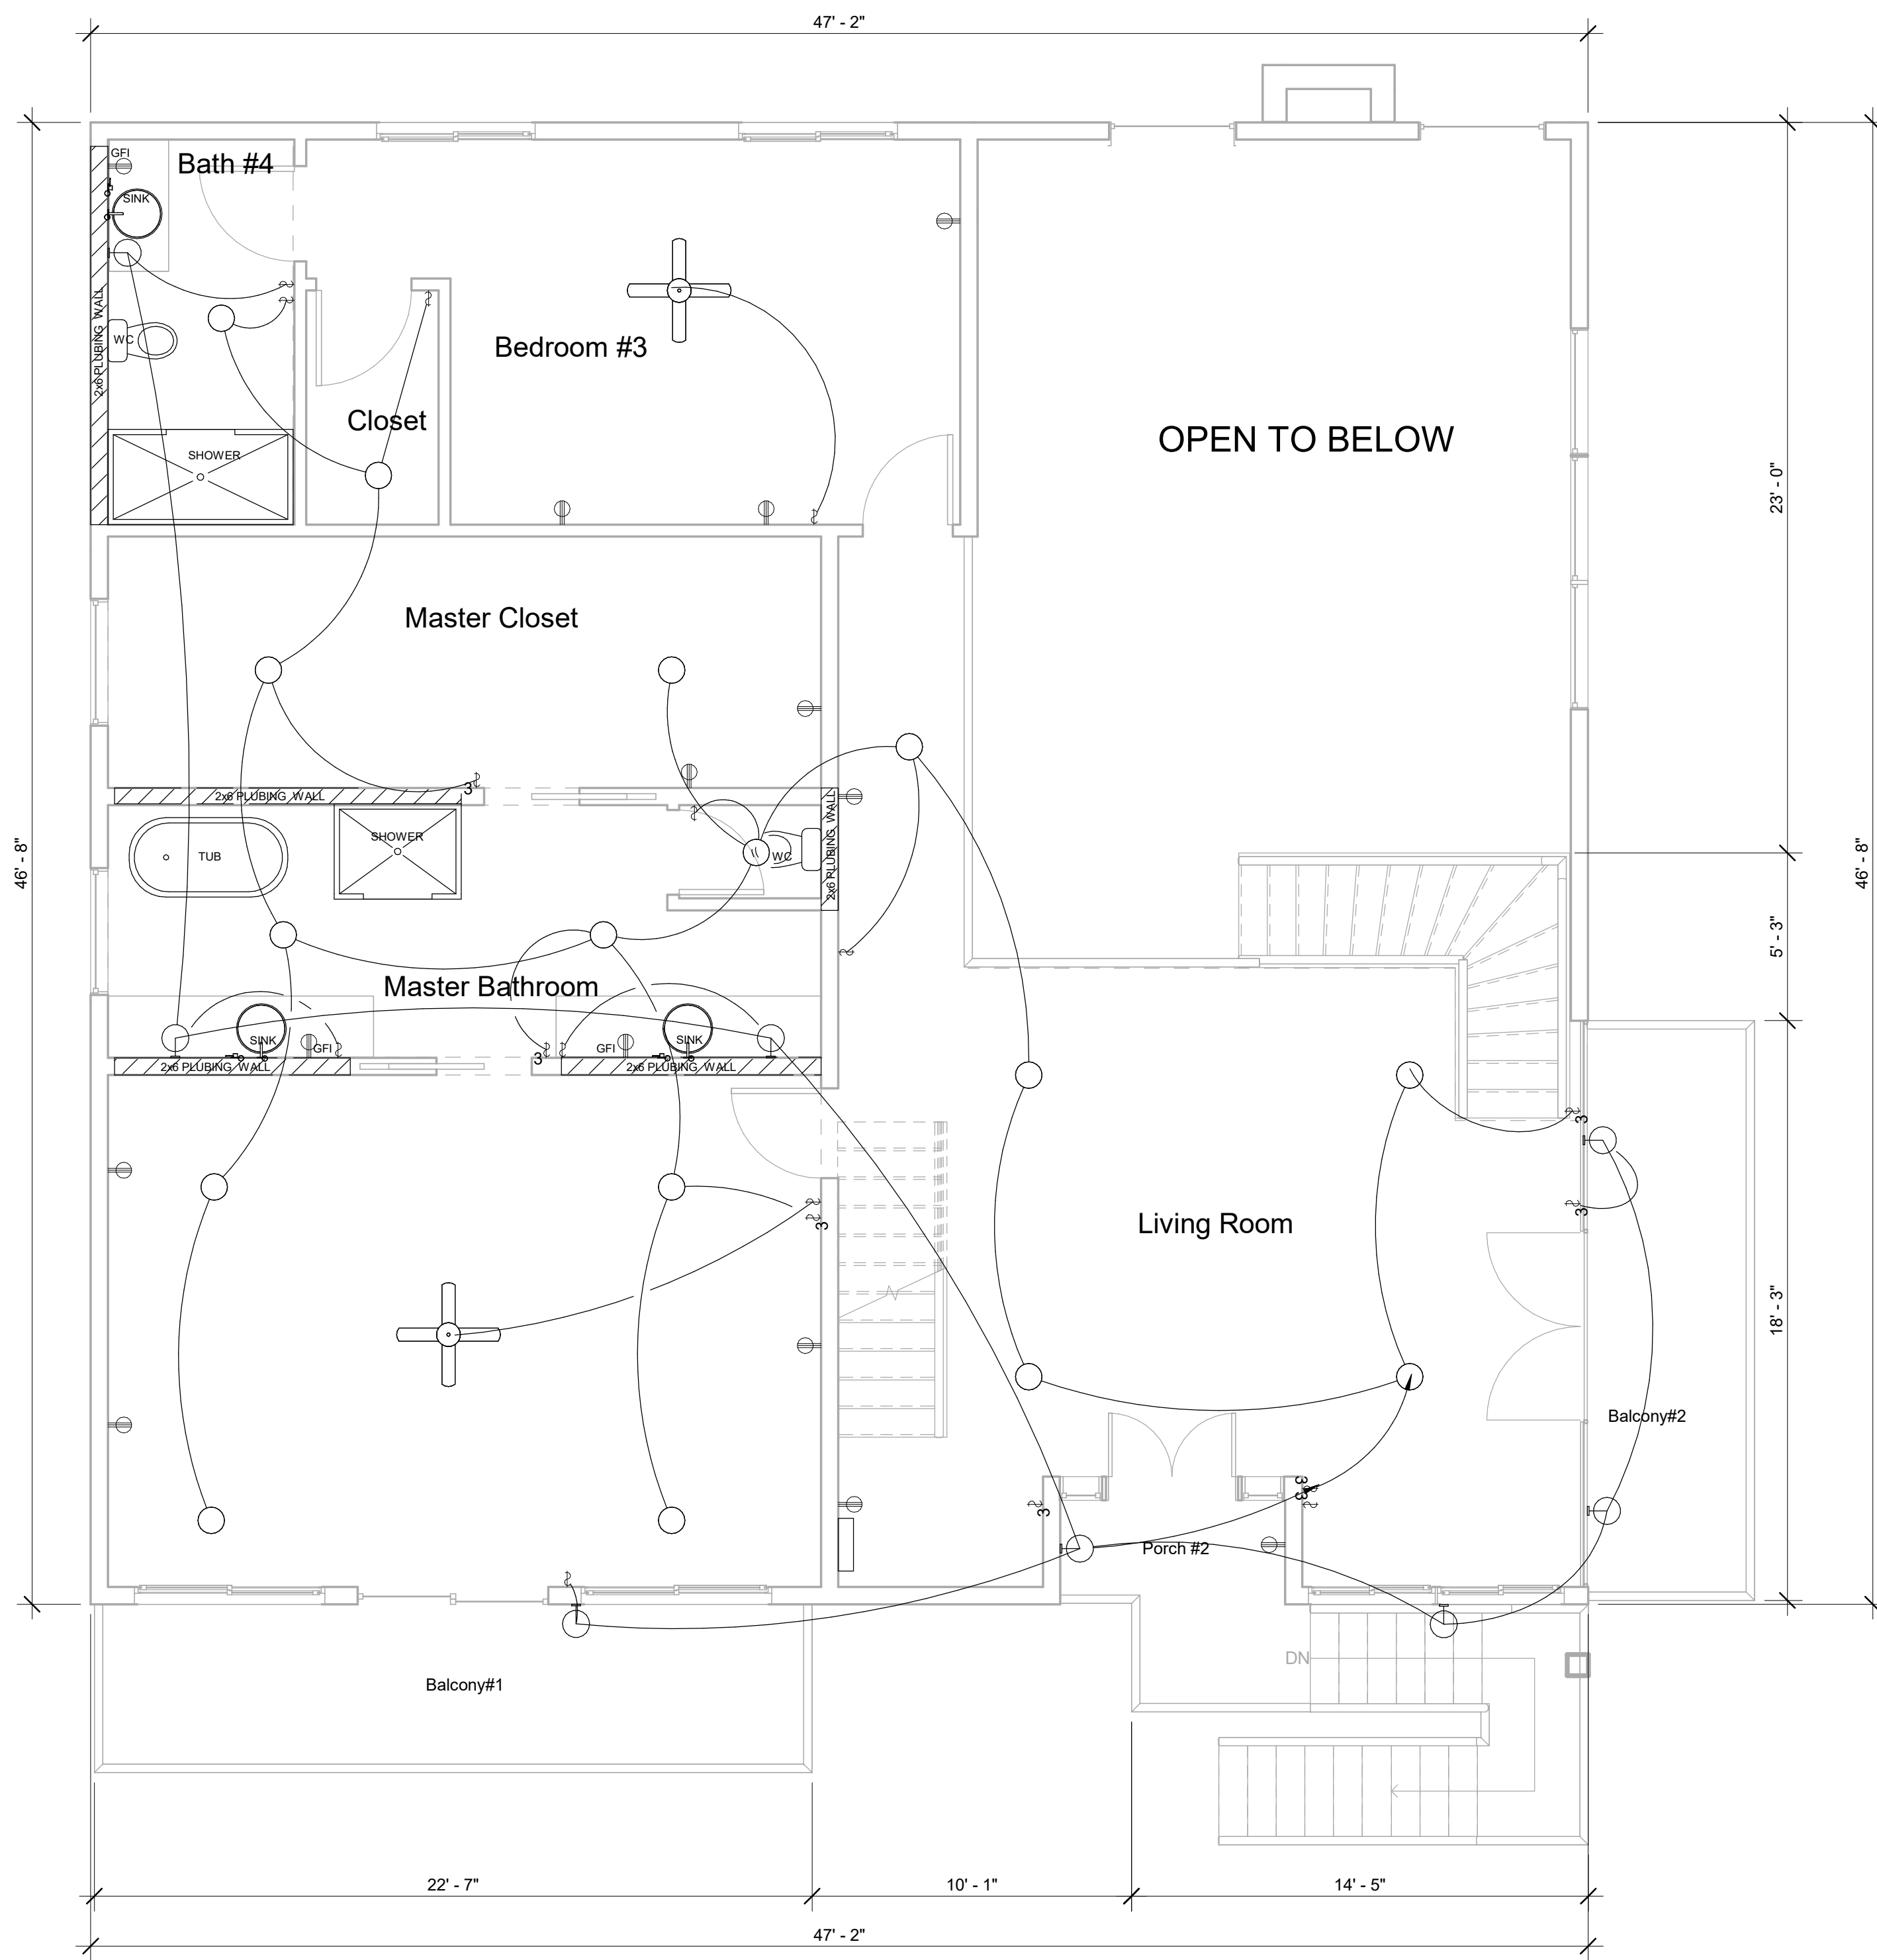 47' - 2"
GFI
Bath #4
SINK
2x6 PLUBING WALL
WC
Bedroom #3
Closet
OPEN TO BELOW
SHOWER
23' - 0"
Master Closet
3
2x6 PLUBING WALL
SHOWER
TUB
WC
2x6 PLUBING WALL
46' - 8"
46' - 8"
5' - 3"
Master Bathroom
SINK
GFI
3
GFI
SINK
2x6 PLUBING WALL
2x6 PLUBING WALL
3
3
3
Living Room
18' - 3"
Balcony#2
3
3
3
Porch #2
DN
Balcony#1
22' - 7"
10' - 1"
14' - 5"
47' - 2"